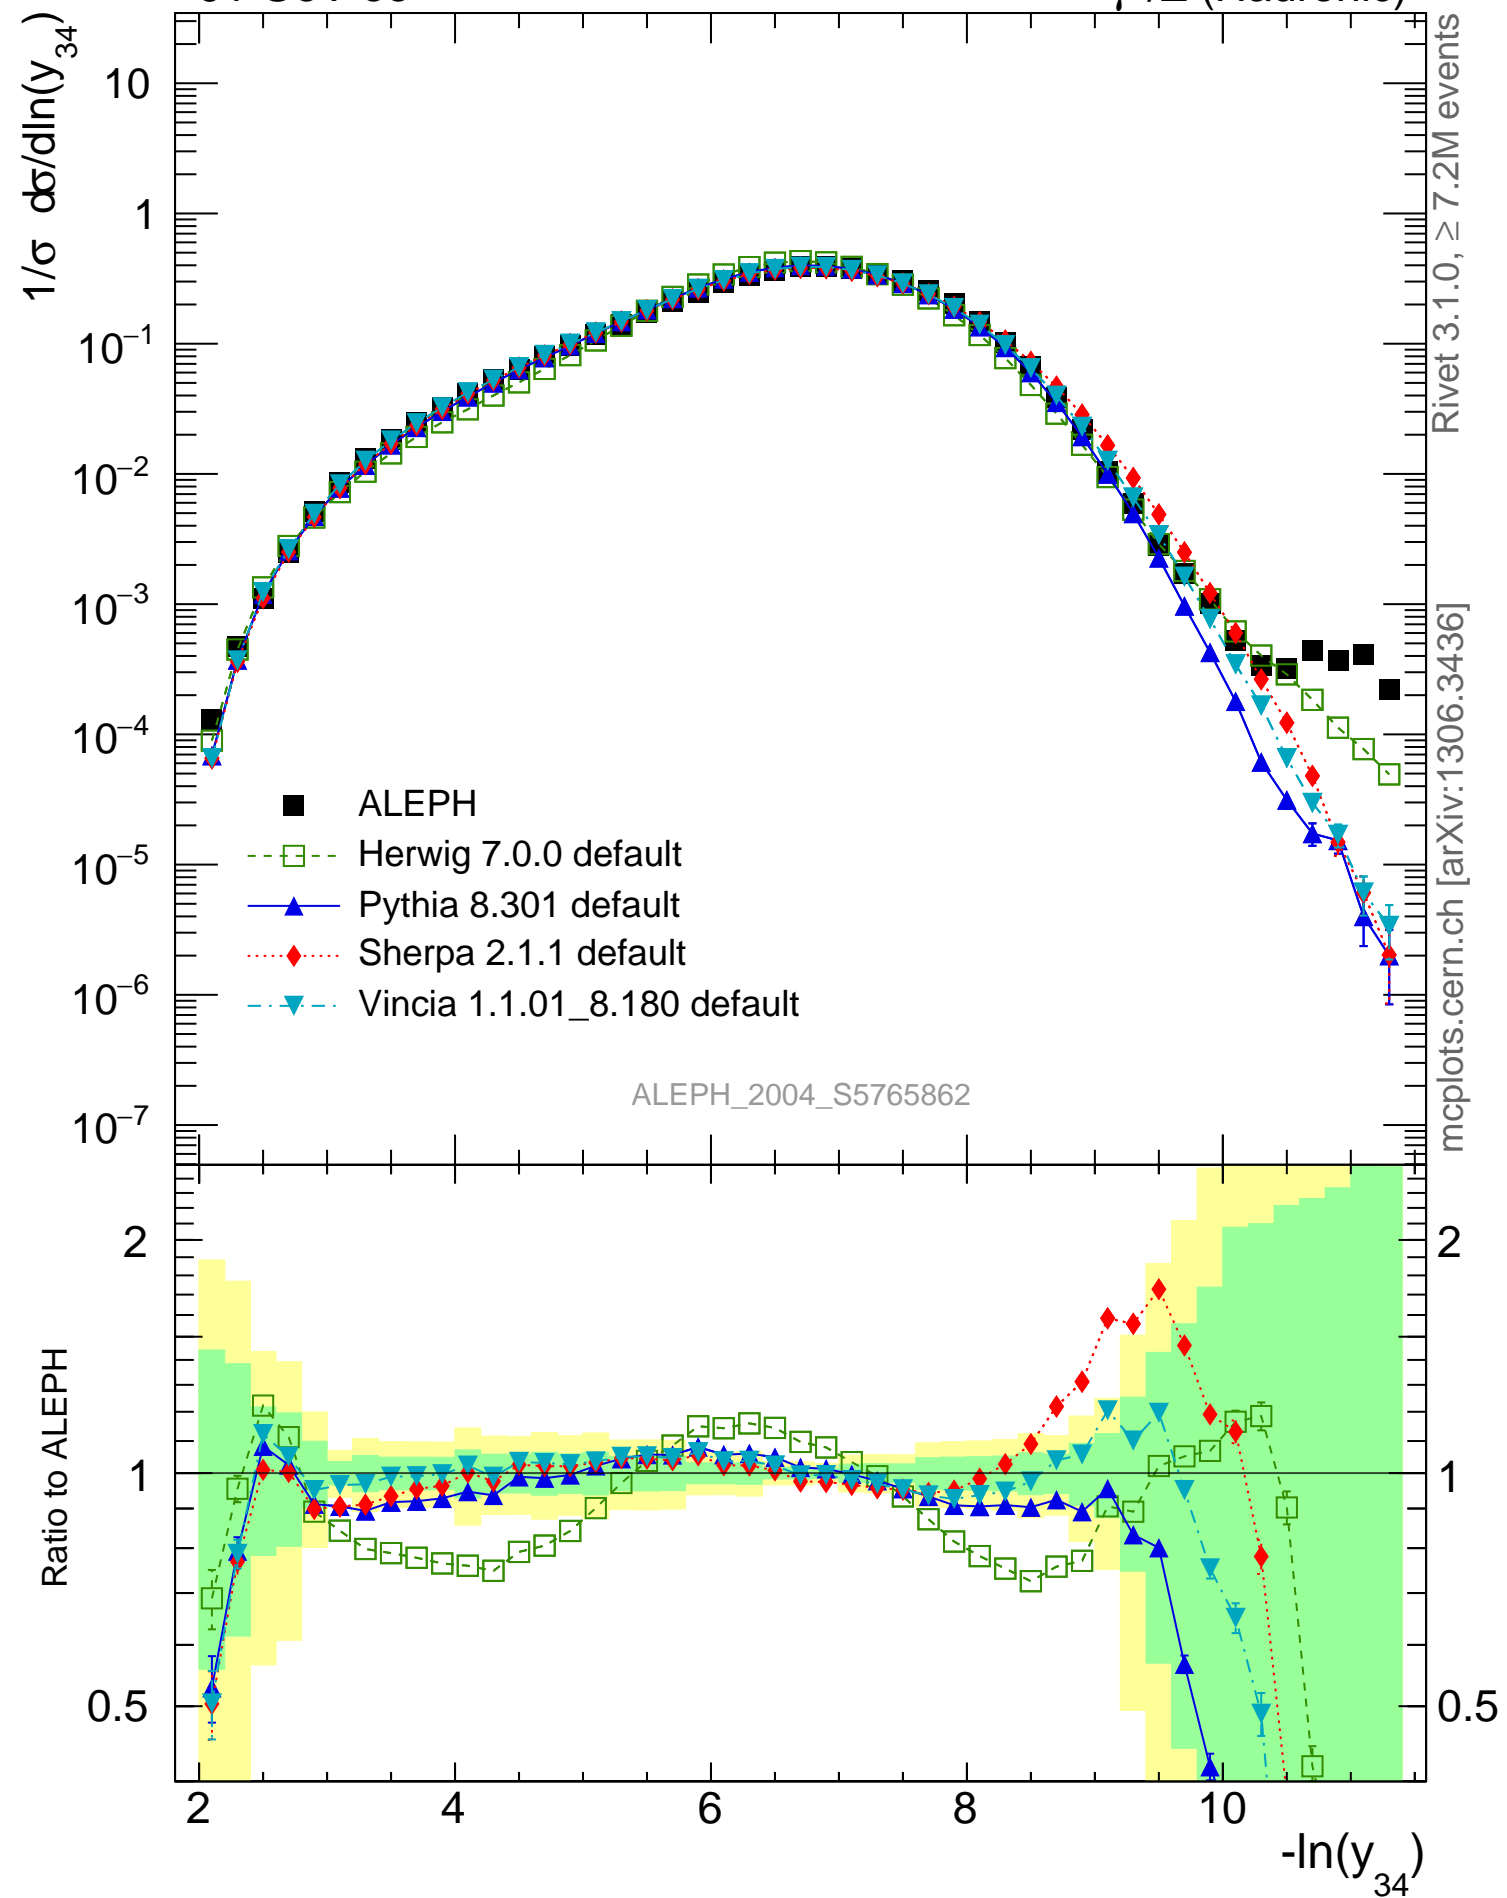 1/σ dσ/dln(y34)
10
1
10−1
10−2
10−3
10−4
10−5
10−6
10−7
ALEPH
Herwig 7.0.0 default
Pythia 8.301 default
Sherpa 2.1.1 default
Vincia 1.1.01_8.180 default
ALEPH_2004_S5765862
Rivet 3.1.0, ≥ 7.2M events
mcplots.cern.ch [arXiv:1306.3436]
Ratio to ALEPH
2
1
0.5
2
1
0.5
2
4
6
8
10
-ln(y34)